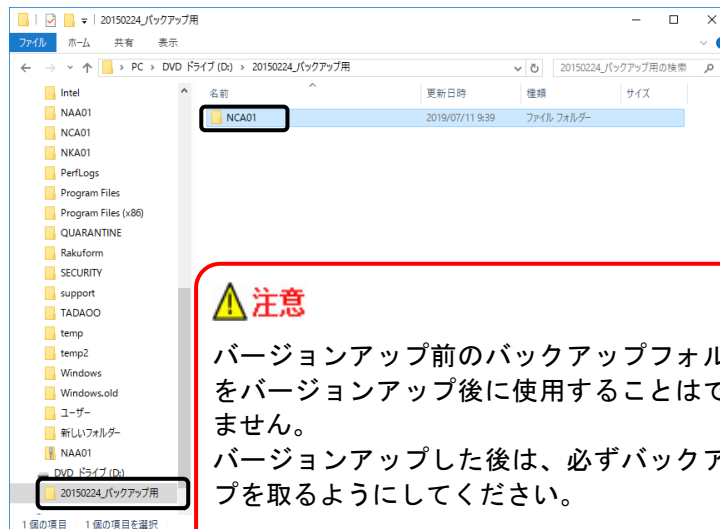 20150224_バックアップ用
ファイル ホーム 共有 表示
PC > DVD ドライブ (D:) > 20150224_バックアップ用
20150224_バックアップ用の検索
名前 更新日時 種類 サイズ
NCA01 2019/07/11 9:39 ファイル フォルダー
Intel
NAA01
NCA01
NKA01
PerfLogs
Program Files
Program Files (x86)
QUARANTINE
Rakuform
SECURITY
support
TADAOO
temp
temp2
Windows
Windows.old
ユーザー
新しいフォルダー
NAA01
DVD ドライブ (D:)
20150224_バックアップ用
1 個の項目 1 個の項目を選択
注意
バージョンアップ前のバックアップフォル
をバージョンアップ後に使用することはで
ません。
バージョンアップした後は、必ずバックア
プを取るようにしてください。